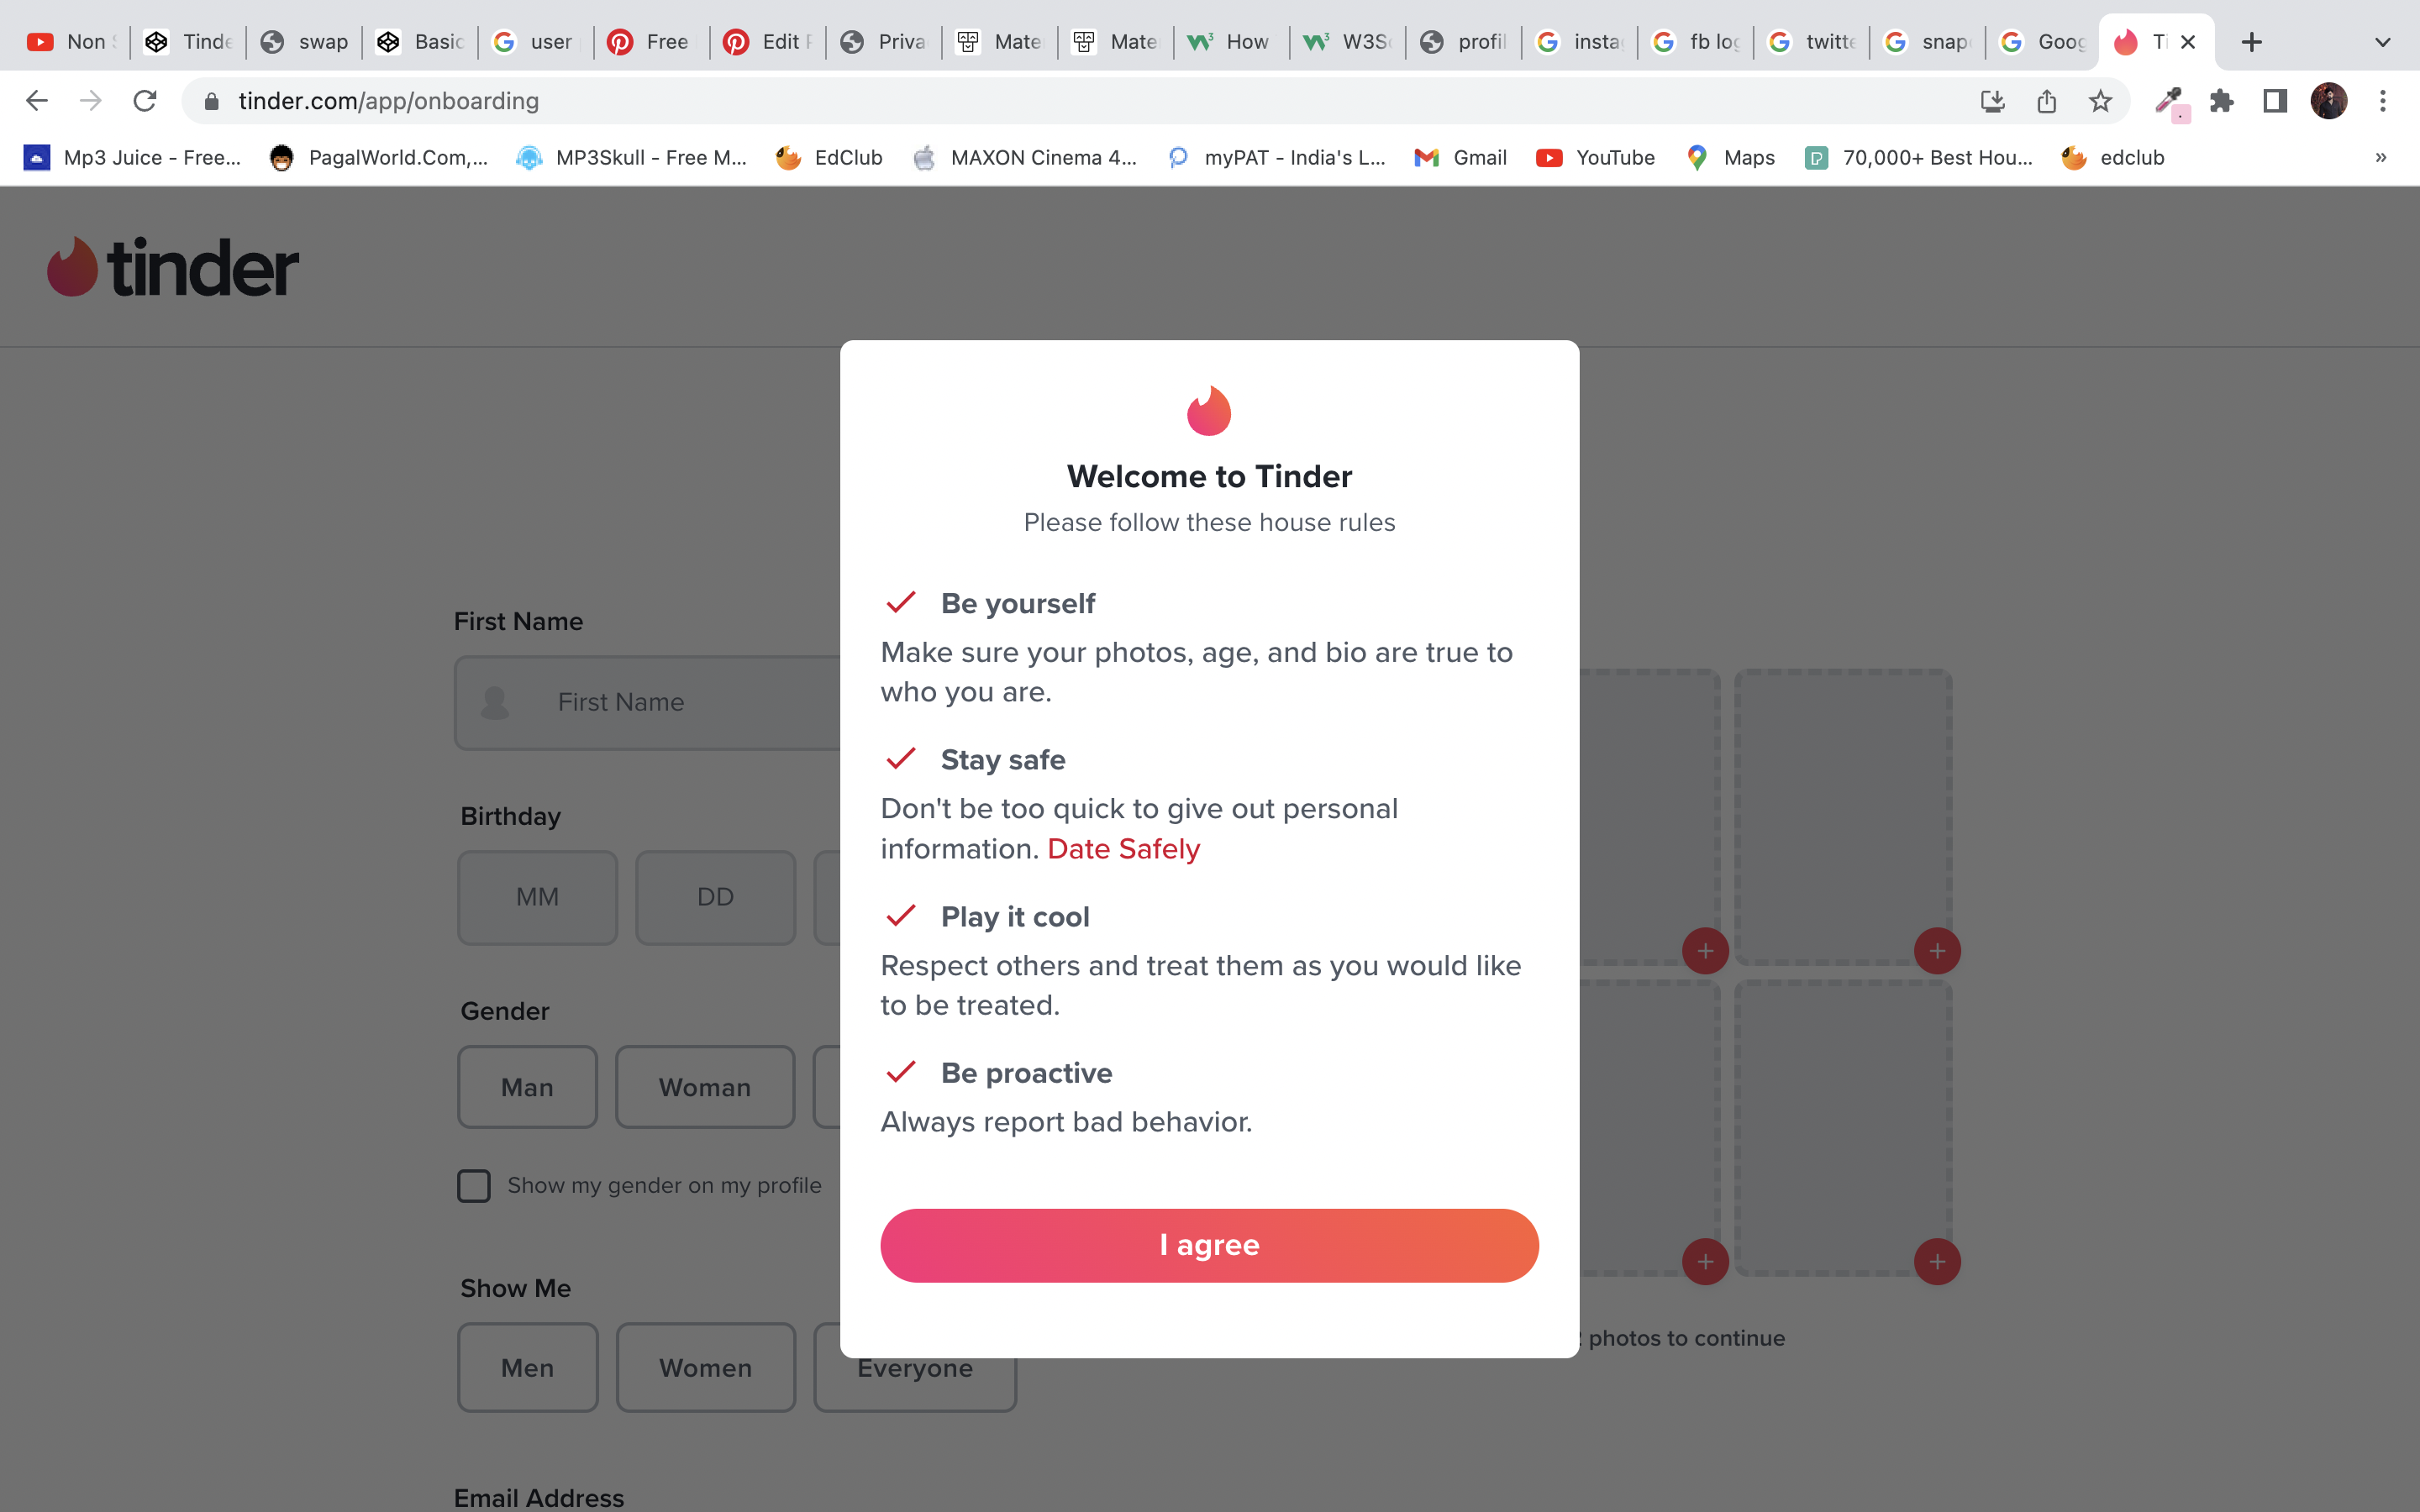 Non
Tinde
swap
Basic
user
Free
Edit
Priva
Mate
Mate
How
W3Sc
profil
insta
fb log
twitte
snap
Goog
Ti
tinder.com/app/onboarding
Mp3 Juice - Free...
PagalWorld.Com,...
MP3Skull - Free M...
EdClub
MAXON Cinema 4...
myPAT - India's L...
Gmail
YouTube
Maps
70,000+ Best Hou...
edclub
»
tinder
Welcome to Tinder
Please follow these house rules
Be yourself
Make sure your photos, age, and bio are true to
who you are.
Stay safe
Don't be too quick to give out personal
information. Date Safely
Play it cool
Respect others and treat them as you would like
to be treated.
Be proactive
Always report bad behavior.
I agree
First Name
First Name
Birthday
MM
DD
Gender
Man
Woman
Show my gender on my profile
Show Me
Men
Women
Everyone
photos to continue
Email Address